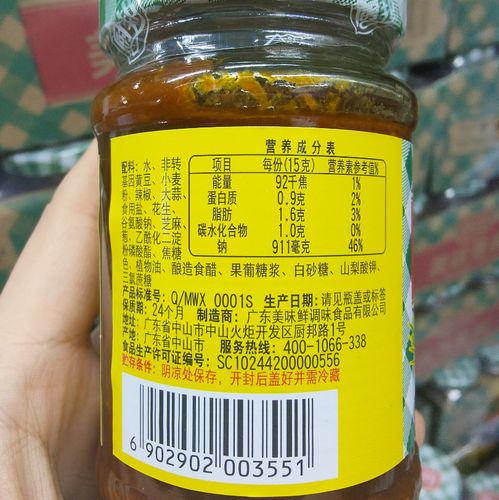 营养成分表
项目 每份(15克) 营养素参考值%
能量 92千焦 1%
蛋白质 0.9克 2%
脂肪 1.6克 3%
碳水化合物 1.0克 0%
钠 911毫克 46%
配料:水、非转
基因黄豆、小麦
粉、辣椒、大蒜、
食用盐、花生、
谷氨酸钠、芝麻、
葱、乙酰化二淀
粉磷酸酯、焦糖
色、植物油、酿造食醋、果葡糖浆、白砂糖、山梨酸钾、
三氯蔗糖
产品标准号:Q/MWX 0001S 生产日期:请见瓶盖或标签
保质期:24个月 制造商:广东美味鲜调味食品有限公司
地址:广东省中山市中山火炬开发区厨邦路1号
产地:广东省中山市 服务热线:400-1066-338
食品生产许可证编号:SC10244200000556
贮存条件:阴凉处保存,开封后盖好并需冷藏
6 902902 003551